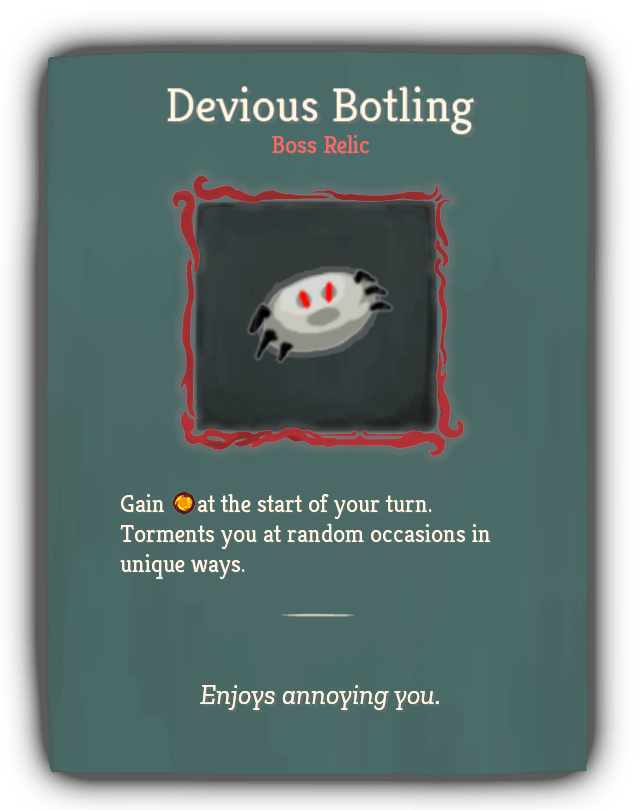 Devious Botling
Boss Relic
Gain at the start of your turn.
Torments you at random occasions in
unique ways.
Enjoys annoying you.